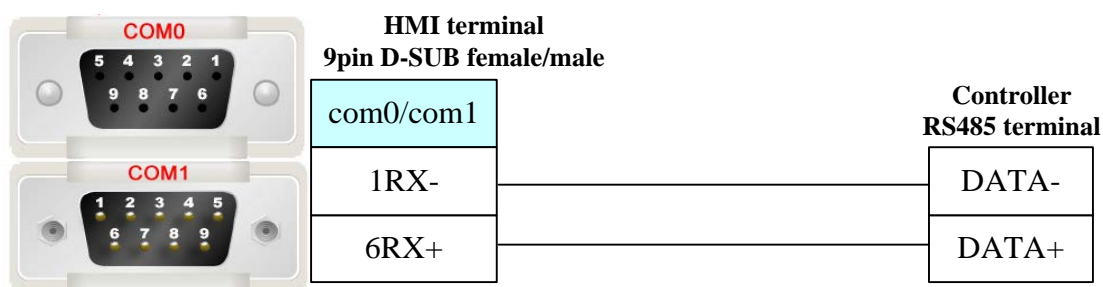 COM0
5 4 3 2 1
9 8 7 6
COM1
1 2 3 4 5
6 7 8 9
HMI terminal
9pin D-SUB female/male
com0/com1
1RX-
6RX+
Controller
RS485 terminal
DATA-
DATA+